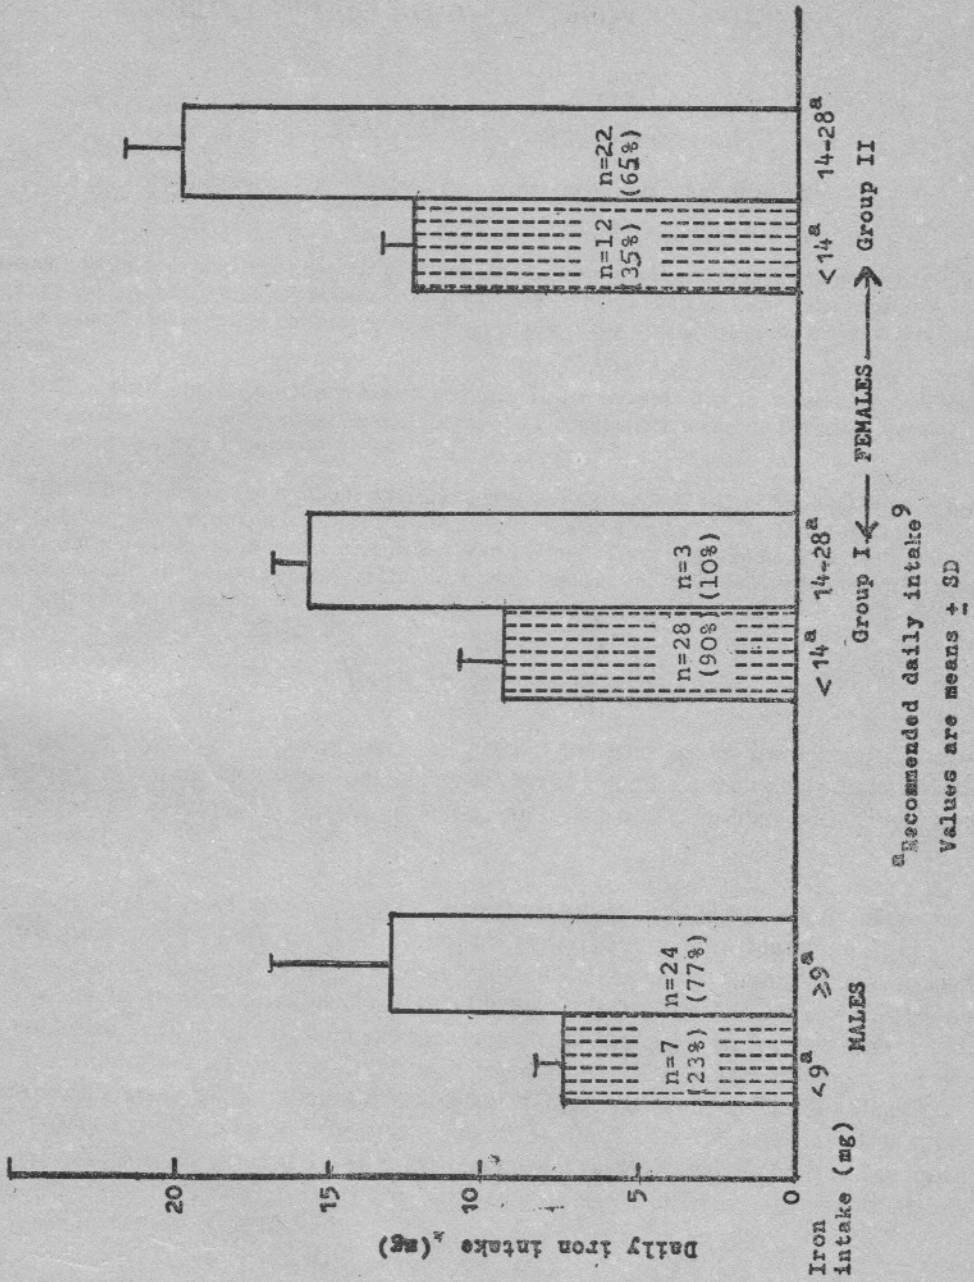 Daily iron intake (mg)
20
15
10
5
0
n=7
(23%)
n=24
(77%)
n=28
(90%)
n=3
(10%)
n=12
(35%)
n=22
(65%)
Iron
intake (mg)
<9ᵃ
≥9ᵃ
<14ᵃ
14-28ᵃ
<14ᵃ
14-28ᵃ
MALES
Group I ← FEMALES → Group II
ᵃRecommended daily intake⁹
Values are means ± SD